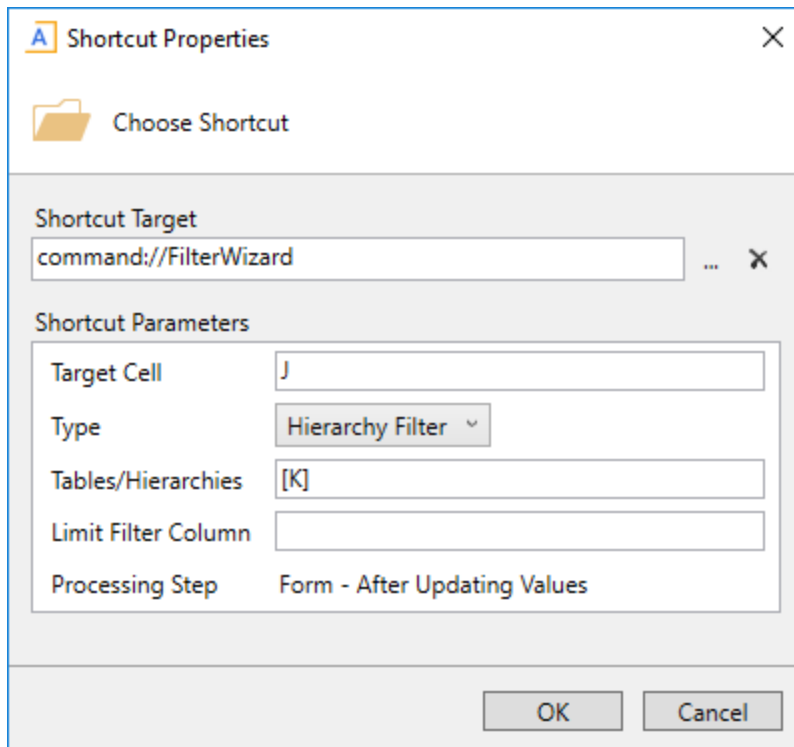 A Shortcut Properties
Choose Shortcut
Shortcut Target
command://FilterWizard ...
Shortcut Parameters
Target Cell J
Type Hierarchy Filter
Tables/Hierarchies [K]
Limit Filter Column
Processing Step Form - After Updating Values
OK Cancel